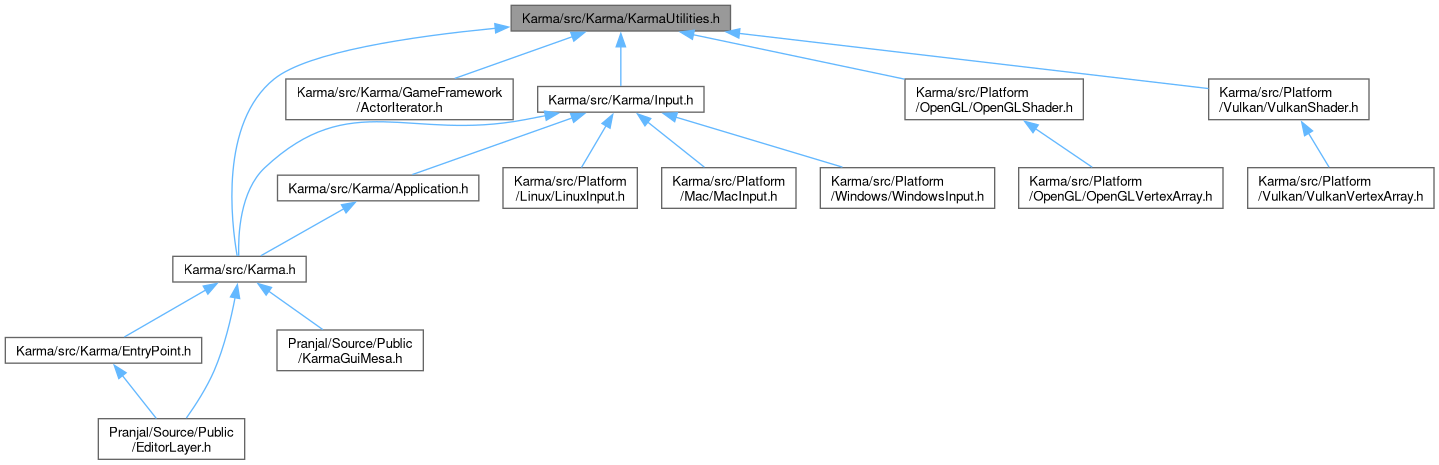 Karma/src/Karma/KarmaUtilities.h
Karma/src/Karma/GameFramework
/ActorIterator.h
Karma/src/Karma/Input.h
Karma/src/Platform
/OpenGL/OpenGLShader.h
Karma/src/Platform
/Vulkan/VulkanShader.h
Karma/src/Karma/Application.h
Karma/src/Platform
/Linux/LinuxInput.h
Karma/src/Platform
/Mac/MacInput.h
Karma/src/Platform
/Windows/WindowsInput.h
Karma/src/Platform
/OpenGL/OpenGLVertexArray.h
Karma/src/Platform
/Vulkan/VulkanVertexArray.h
Karma/src/Karma.h
Karma/src/Karma/EntryPoint.h
Pranjal/Source/Public
/KarmaGuiMesa.h
Pranjal/Source/Public
/EditorLayer.h